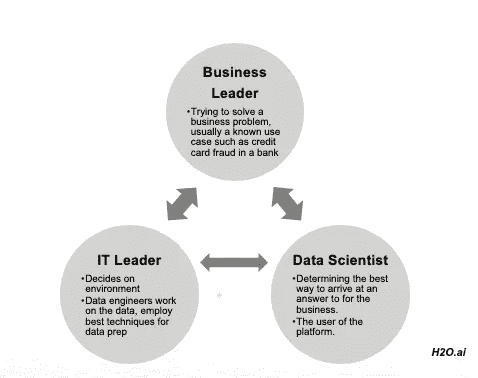 Business
Leader
•Trying to solve a
business problem,
usually a known use
case such as credit
card fraud in a bank
IT Leader
•Decides on
environment
•Data engineers work
on the data, employ
best techniques for
data prep
Data Scientist
•Determining the best
way to arrive at an
answer to for the
business.
•The user of the
platform.
H2O.ai